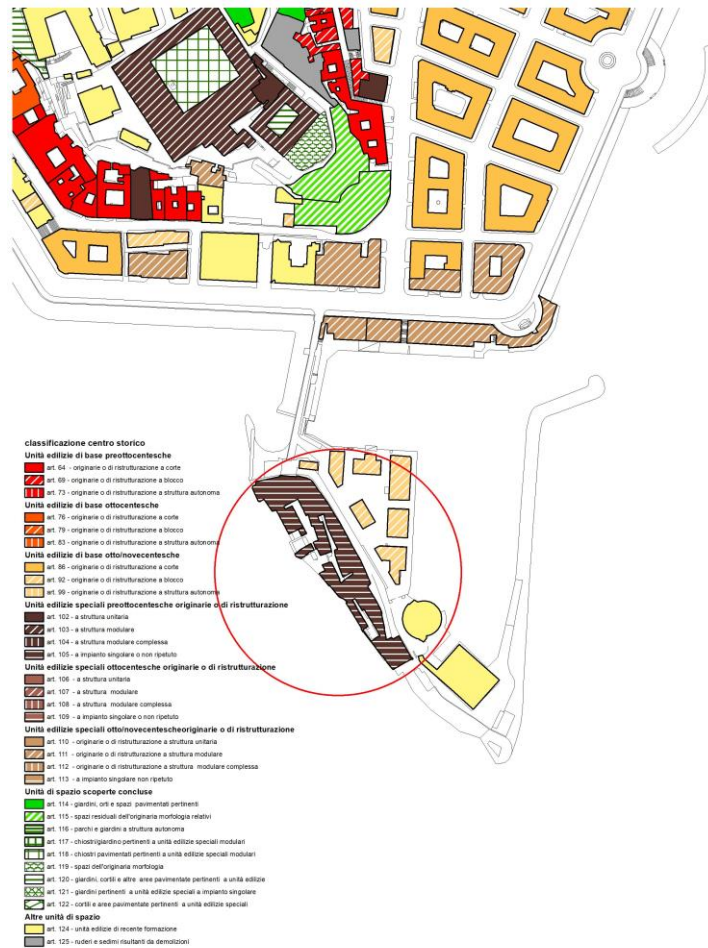 classificazione centro storico
Unità edilizie di base preottocentesche
art. 64 - originarie o di ristrutturazione a corte
art. 69 - originarie o di ristrutturazione a blocco
art. 73 - originarie o di ristrutturazione a struttura autonoma
Unità edilizie di base ottocentesche
art. 76 - originarie o di ristrutturazione a corte
art. 79 - originarie o di ristrutturazione a blocco
art. 83 - originarie o di ristrutturazione a struttura autonoma
Unità edilizie di base otto/novecentesche
art. 86 - originarie o di ristrutturazione a corte
art. 92 - originarie o di ristrutturazione a blocco
art. 99 - originarie o di ristrutturazione a struttura autonoma
Unità edilizie speciali preottocentesche originarie o di ristrutturazione
art. 102 - a struttura unitaria
art. 103 - a struttura modulare
art. 104 - a struttura modulare complessa
art. 105 - a impianto singolare o non ripetuto
Unità edilizie speciali ottocentesche originarie o di ristrutturazione
art. 106 - a struttura unitaria
art. 107 - a struttura modulare
art. 108 - a struttura modulare complessa
art. 109 - a impianto singolare o non ripetuto
Unità edilizie speciali otto/novecentescheoriginarie o di ristrutturazione
art. 110 - originarie o di ristrutturazione a struttura unitaria
art. 111 - originarie o di ristrutturazione a struttura modulare
art. 112 - originarie o di ristrutturazione a struttura modulare complessa
art. 113 - a impianto singolare non ripetuto
Unità di spazio scoperte concluse
art. 114 - giardini, orti e spazi pavimentati pertinenti
art. 115 - spazi residuali dell'originaria morfologia relativi
art. 116 - parchi e giardini a struttura autonoma
art. 117 - chiostri/giardino pertinenti a unità edilizie speciali modulari
art. 118 - chiostri pavimentati pertinenti a unità edilizie speciali modulari
art. 119 - spazi dell'originaria morfologia
art. 120 - giardini, cortili e altre aree pavimentate pertinenti a unità edilizie
art. 121 - giardini pertinenti a unità edilizie speciali a impianto singolare
art. 122 - cortili e aree pavimentate pertinenti a unità edilizie speciali
Altre unità di spazio
art. 124 - unità edilizie di recente formazione
art. 125 - ruderi e sedimi risultanti da demolizioni